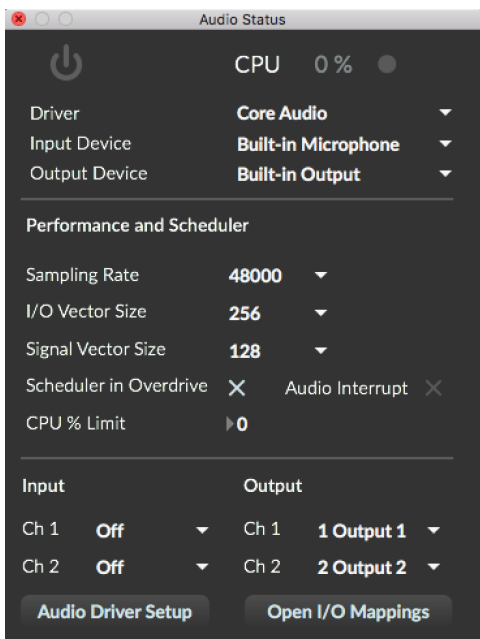 Audio Status
CPU 0 %
Driver Core Audio
Input Device Built-in Microphone
Output Device Built-in Output
Performance and Scheduler
Sampling Rate 48000
I/O Vector Size 256
Signal Vector Size 128
Scheduler in Overdrive Audio Interrupt
CPU % Limit 0
Input Output
Ch 1 Off Ch 1 1 Output 1
Ch 2 Off Ch 2 2 Output 2
Audio Driver Setup Open I/O Mappings